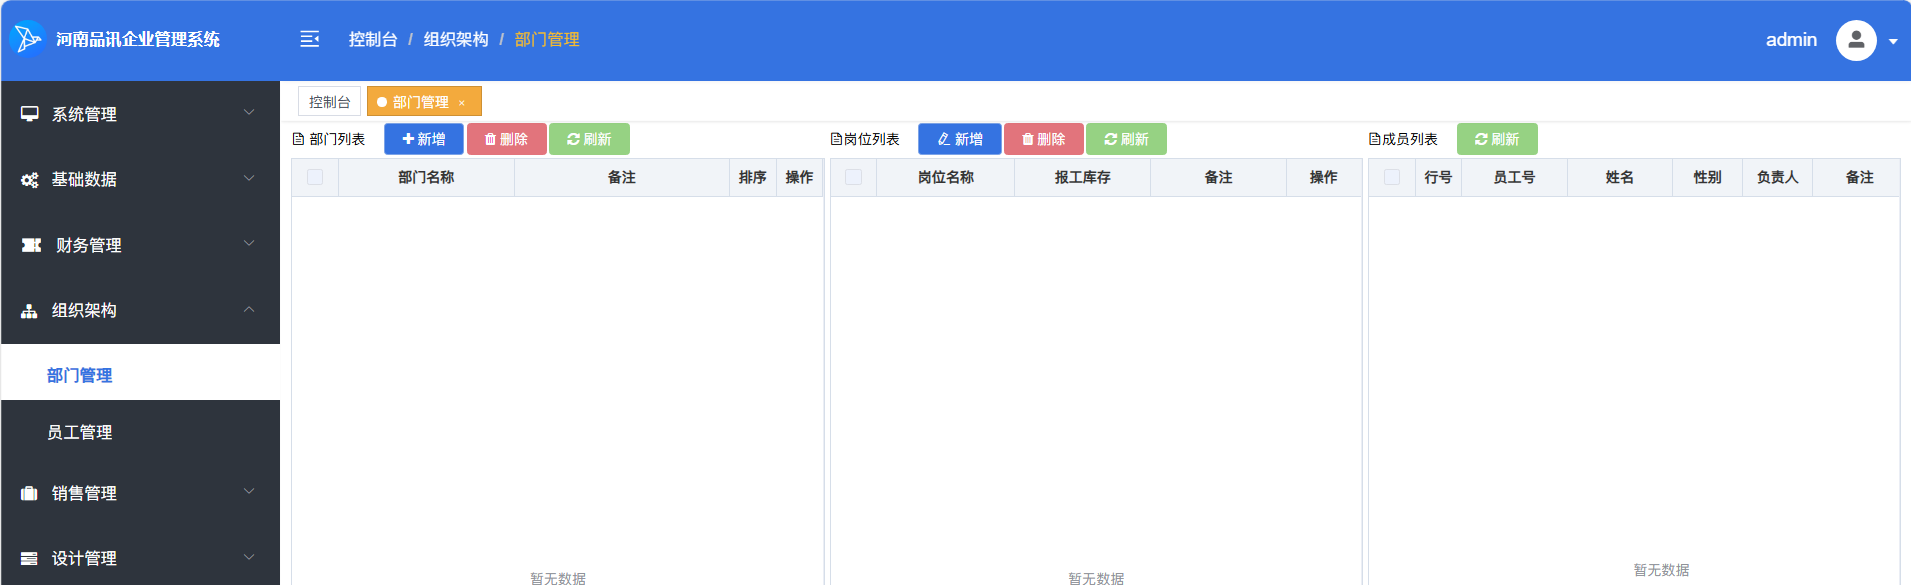 河南品讯企业管理系统
控制台 / 组织架构 / 部门管理
admin
系统管理
基础数据
财务管理
组织架构
部门管理
员工管理
销售管理
设计管理
控制台
部门管理 ×
部门列表 新增 删除 刷新
部门名称 备注 排序 操作
暂无数据
岗位列表 新增 删除 刷新
岗位名称 报工库存 备注 操作
暂无数据
成员列表 刷新
行号 员工号 姓名 性别 负责人 备注
暂无数据